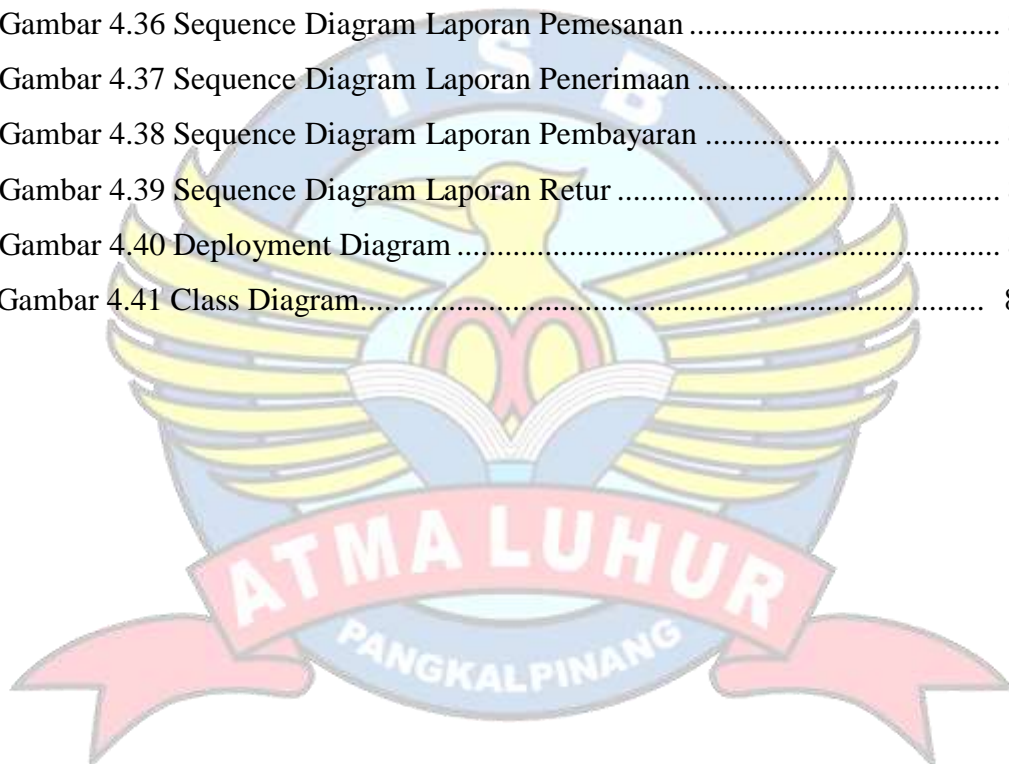 Gambar 4.36 Sequence Diagram Laporan Pemesanan ......................................
Gambar 4.37 Sequence Diagram Laporan Penerimaan .....................................
Gambar 4.38 Sequence Diagram Laporan Pembayaran ....................................
Gambar 4.39 Sequence Diagram Laporan Retur ...............................................
Gambar 4.40 Deployment Diagram ...................................................................
Gambar 4.41 Class Diagram.............................................................................. 8
I S B
ATMA LUHUR
PANGKALPINANG